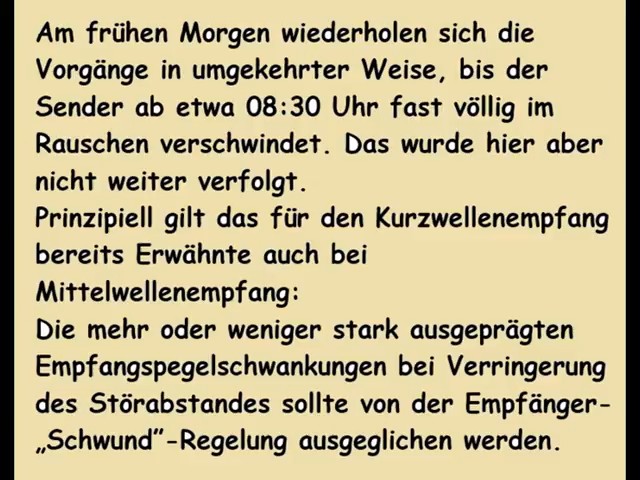 Am frühen Morgen wiederholen sich die
Vorgänge in umgekehrter Weise, bis der
Sender ab etwa 08:30 Uhr fast völlig im
Rauschen verschwindet. Das wurde hier aber
nicht weiter verfolgt.
Prinzipiell gilt das für den Kurzwellenempfang
bereits Erwähnte auch bei
Mittelwellenempfang:
Die mehr oder weniger stark ausgeprägten
Empfangspegelschwankungen bei Verringerung
des Störabstandes sollte von der Empfänger-
„Schwund”-Regelung ausgeglichen werden.